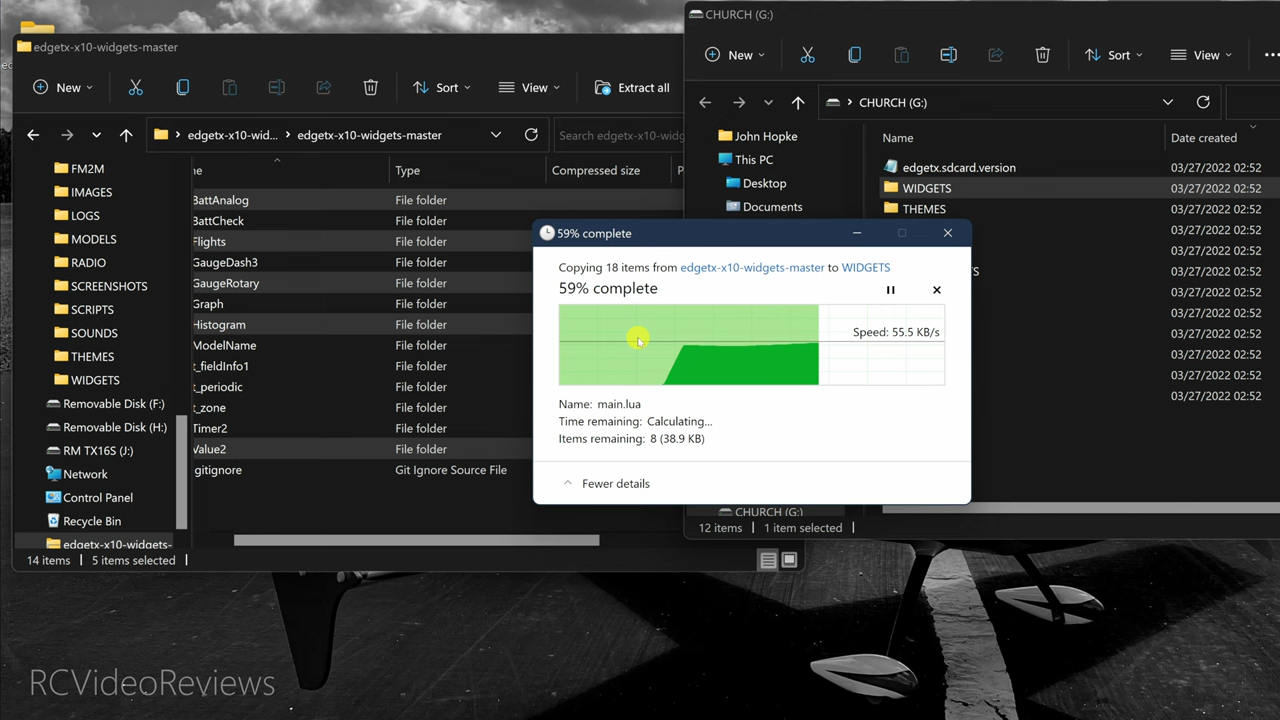 edgetx-x10-widgets-master
New
Sort
View
Extract all
edgetx-x10-wid...
edgetx-x10-widgets-master
Search edgetx-x10-widg
FM2M
IMAGES
LOGS
MODELS
RADIO
SCREENSHOTS
SCRIPTS
SOUNDS
THEMES
WIDGETS
Removable Disk (F:)
Removable Disk (H:)
RM TX16S (J:)
Network
Control Panel
Recycle Bin
edgetx-x10-widgets-
Type
Compressed size
BattAnalog File folder
BattCheck File folder
Flights File folder
GaugeDash3 File folder
GaugeRotary File folder
Graph File folder
Histogram File folder
ModelName File folder
t_fieldInfo1 File folder
t_periodic File folder
t_zone File folder
Timer2 File folder
Value2 File folder
gitignore Git Ignore Source File
14 items
5 items selected
CHURCH (G:)
New
Sort
View
CHURCH (G:)
John Hopke
This PC
Desktop
Documents
CHURCH (G:)
Name Date created
edgetx.sdcard.version 03/27/2022 02:52
WIDGETS 03/27/2022 02:52
THEMES 03/27/2022 02:52
03/27/2022 02:52
03/27/2022 02:52
03/27/2022 02:52
03/27/2022 02:52
03/27/2022 02:52
03/27/2022 02:52
03/27/2022 02:52
03/27/2022 02:52
03/27/2022 02:52
12 items
1 item selected
59% complete
Copying 18 items from edgetx-x10-widgets-master to WIDGETS
59% complete
Speed: 55.5 KB/s
Name: main.lua
Time remaining: Calculating...
Items remaining: 8 (38.9 KB)
Fewer details
RCVideoReviews